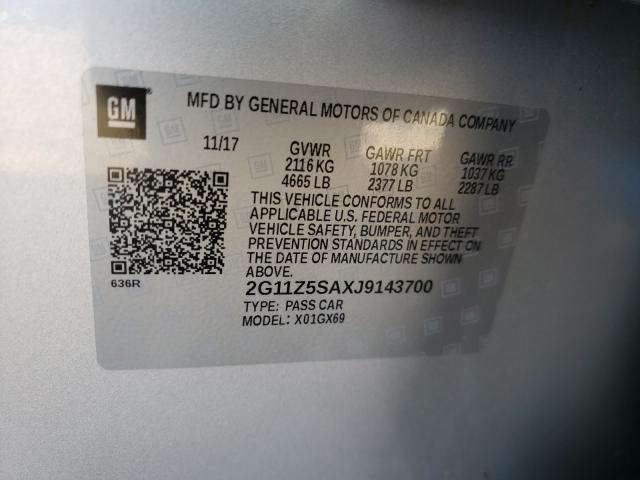 GM
MFD BY GENERAL MOTORS OF CANADA COMPANY
11/17 GVWR GAWR FRT GAWR RR
2116 KG 1078 KG 1037 KG
4665 LB 2377 LB 2287 LB
THIS VEHICLE CONFORMS TO ALL
APPLICABLE U.S. FEDERAL MOTOR
VEHICLE SAFETY, BUMPER, AND THEFT
PREVENTION STANDARDS IN EFFECT ON
THE DATE OF MANUFACTURE SHOWN
ABOVE.
636R
2G11Z5SAXJ9143700
TYPE: PASS CAR
MODEL: X01GX69